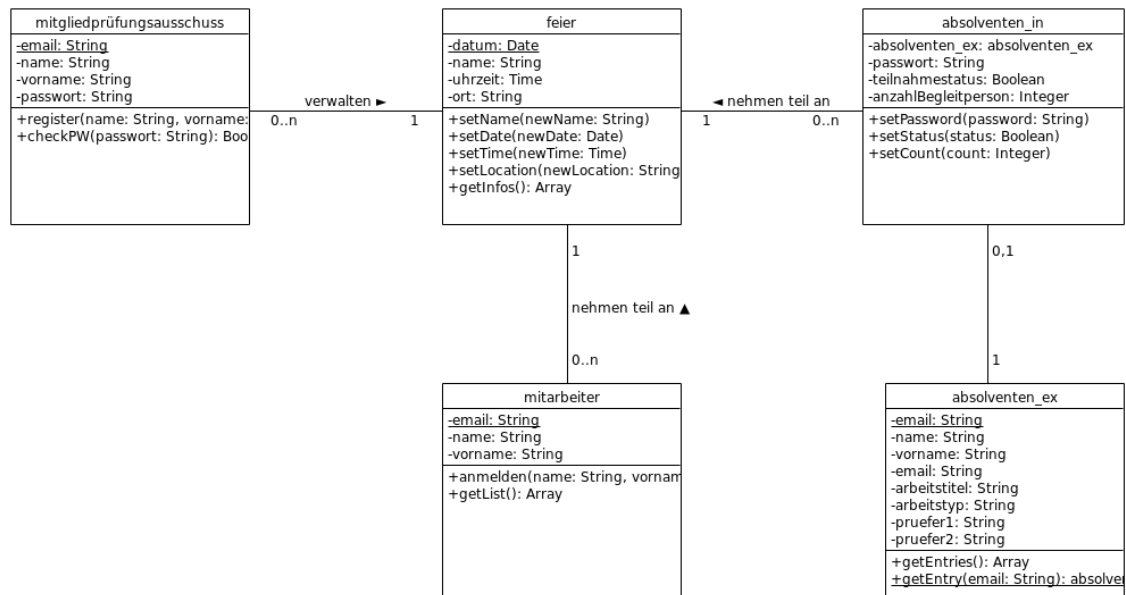 mitgliedprüfungsausschuss
-email: String
-name: String
-vorname: String
-passwort: String
+register(name: String, vorname:
+checkPW(passwort: String): Boo
verwalten ►
0..n
1
feier
-datum: Date
-name: String
-uhrzeit: Time
-ort: String
+setName(newName: String)
+setDate(newDate: Date)
+setTime(newTime: Time)
+setLocation(newLocation: String
+getInfos(): Array
◄ nehmen teil an
1
0..n
absolventen_in
-absolventen_ex: absolventen_ex
-passwort: String
-teilnahmestatus: Boolean
-anzahlBegleitperson: Integer
+setPassword(password: String)
+setStatus(status: Boolean)
+setCount(count: Integer)
1
nehmen teil an ▲
0..n
0,1
1
mitarbeiter
-email: String
-name: String
-vorname: String
+anmelden(name: String, vornam
+getList(): Array
absolventen_ex
-email: String
-name: String
-vorname: String
-email: String
-arbeitstitel: String
-arbeitstyp: String
-pruefer1: String
-pruefer2: String
+getEntries(): Array
+getEntry(email: String): absolve